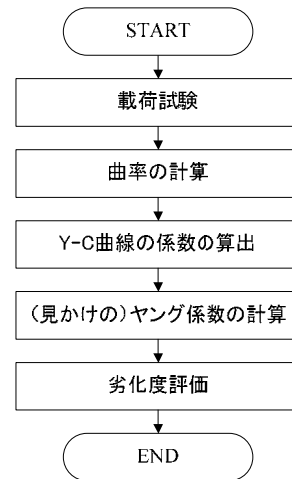 START
載荷試験
曲率の計算
Y-C曲線の係数の算出
(見かけの)ヤング係数の計算
劣化度評価
END